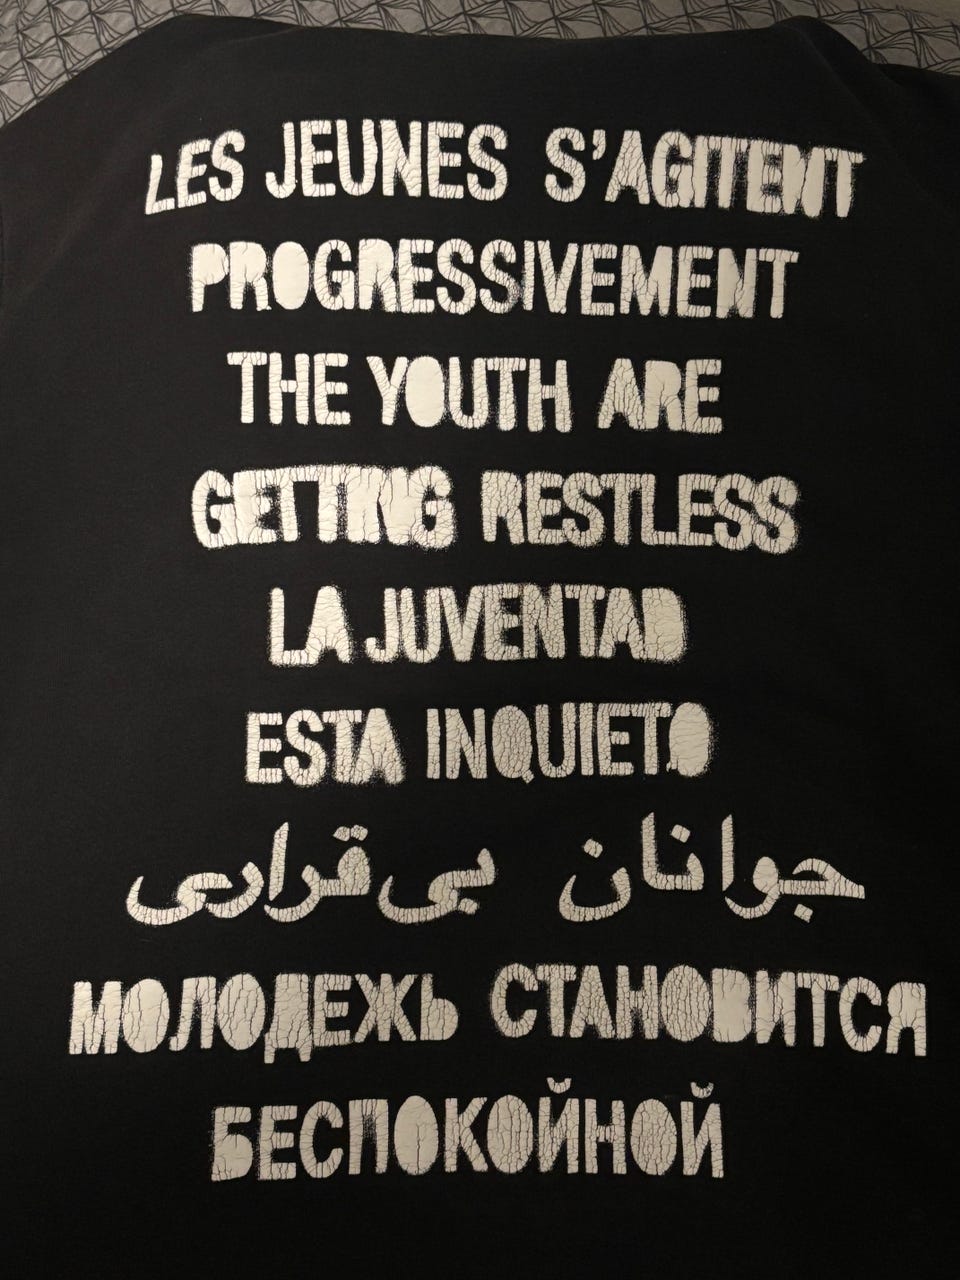 LES JEUNES S'AGITENT
PROGRESSIVEMENT
THE YOUTH ARE
GETTING RESTLESS
LA JUVENTAD
ESTA INQUIETO
جوانان بی‌قراری
МОЛОДЕЖЬ СТАНОВИТСЯ
БЕСПОКОЙНОЙ